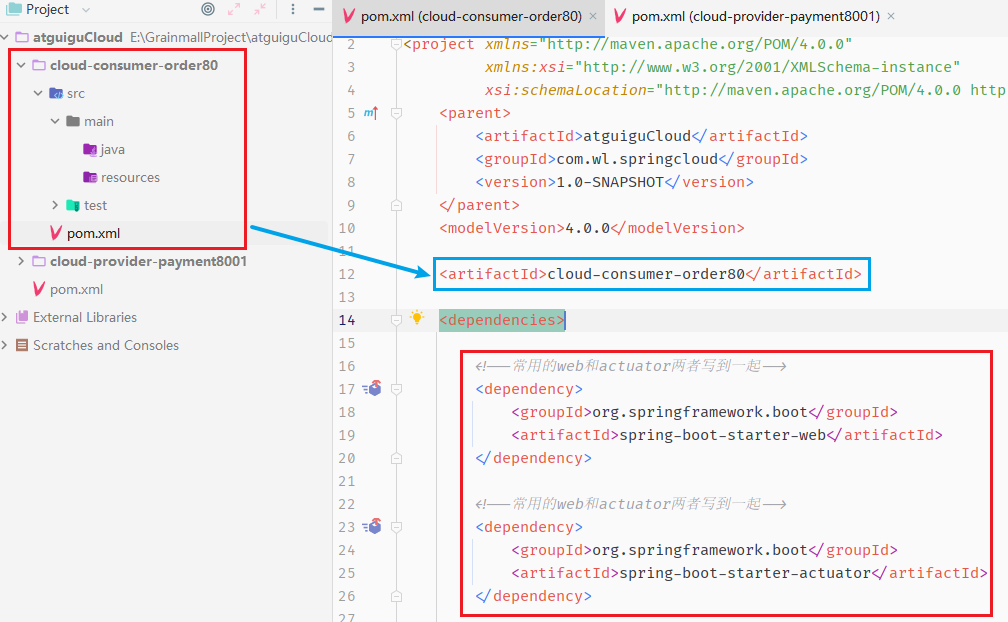 Project
atguiguCloud E:\GrainmallProject\atguiguCloud
cloud-consumer-order80
src
main
java
resources
test
pom.xml
cloud-provider-payment8001
pom.xml
External Libraries
Scratches and Consoles
pom.xml (cloud-consumer-order80)
pom.xml (cloud-provider-payment8001)
2 <project xmlns="http://maven.apache.org/POM/4.0.0"
3 xmlns:xsi="http://www.w3.org/2001/XMLSchema-instance"
4 xsi:schemaLocation="http://maven.apache.org/POM/4.0.0 http
5 <parent>
6 <artifactId>atguiguCloud</artifactId>
7 <groupId>com.wl.springcloud</groupId>
8 <version>1.0-SNAPSHOT</version>
9 </parent>
10 <modelVersion>4.0.0</modelVersion>
11
12 <artifactId>cloud-consumer-order80</artifactId>
13
14 <dependencies>
15
16 <!--常用的web和actuator两者写到一起-->
17 <dependency>
18 <groupId>org.springframework.boot</groupId>
19 <artifactId>spring-boot-starter-web</artifactId>
20 </dependency>
21
22 <!--常用的web和actuator两者写到一起-->
23 <dependency>
24 <groupId>org.springframework.boot</groupId>
25 <artifactId>spring-boot-starter-actuator</artifactId>
26 </dependency>
27